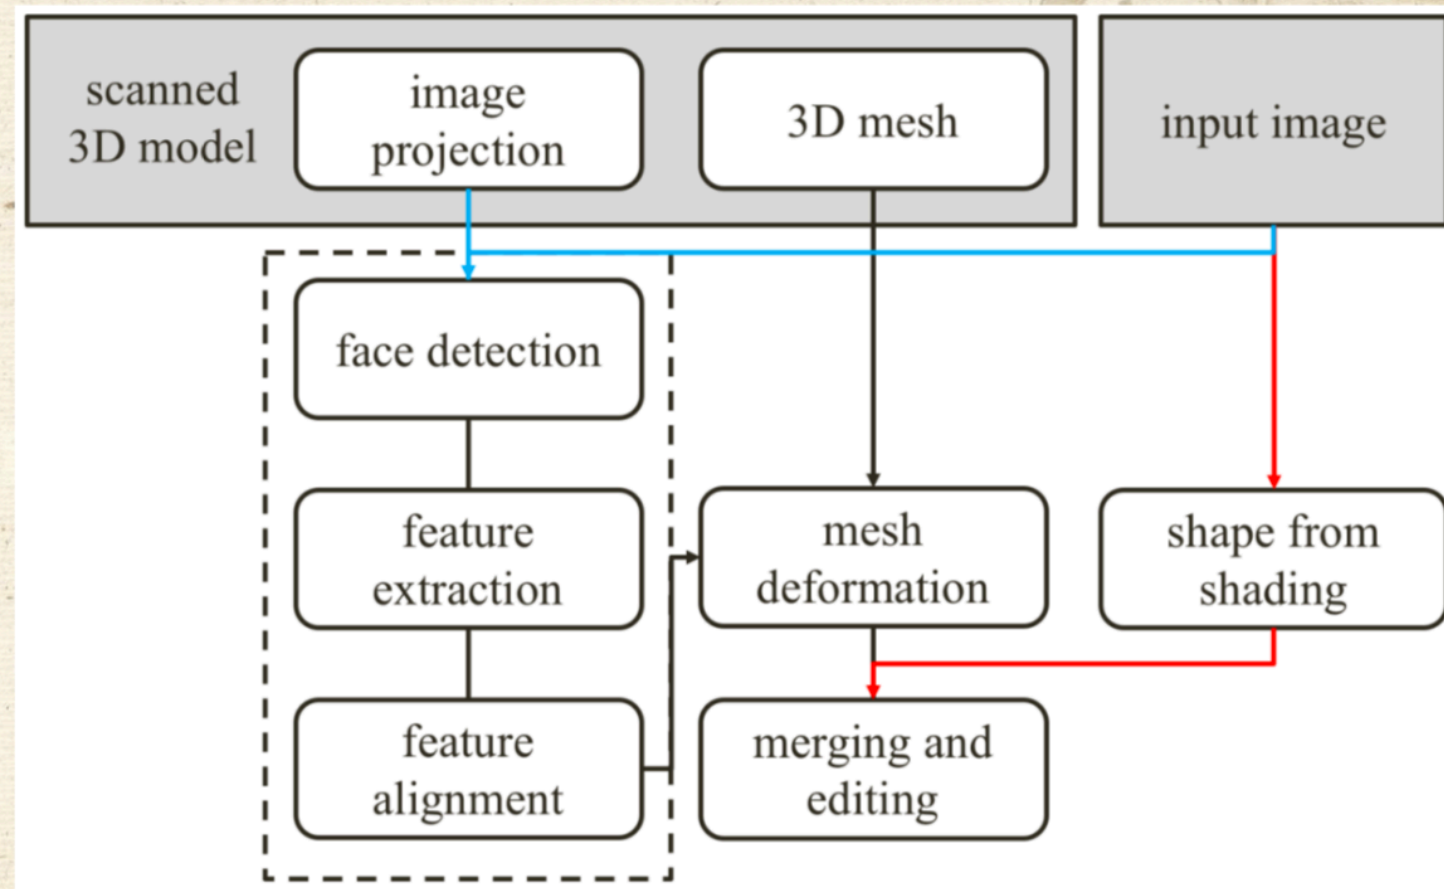 scanned
3D model
image
projection
3D mesh
input image
face detection
feature
extraction
mesh
deformation
shape from
shading
feature
alignment
merging and
editing